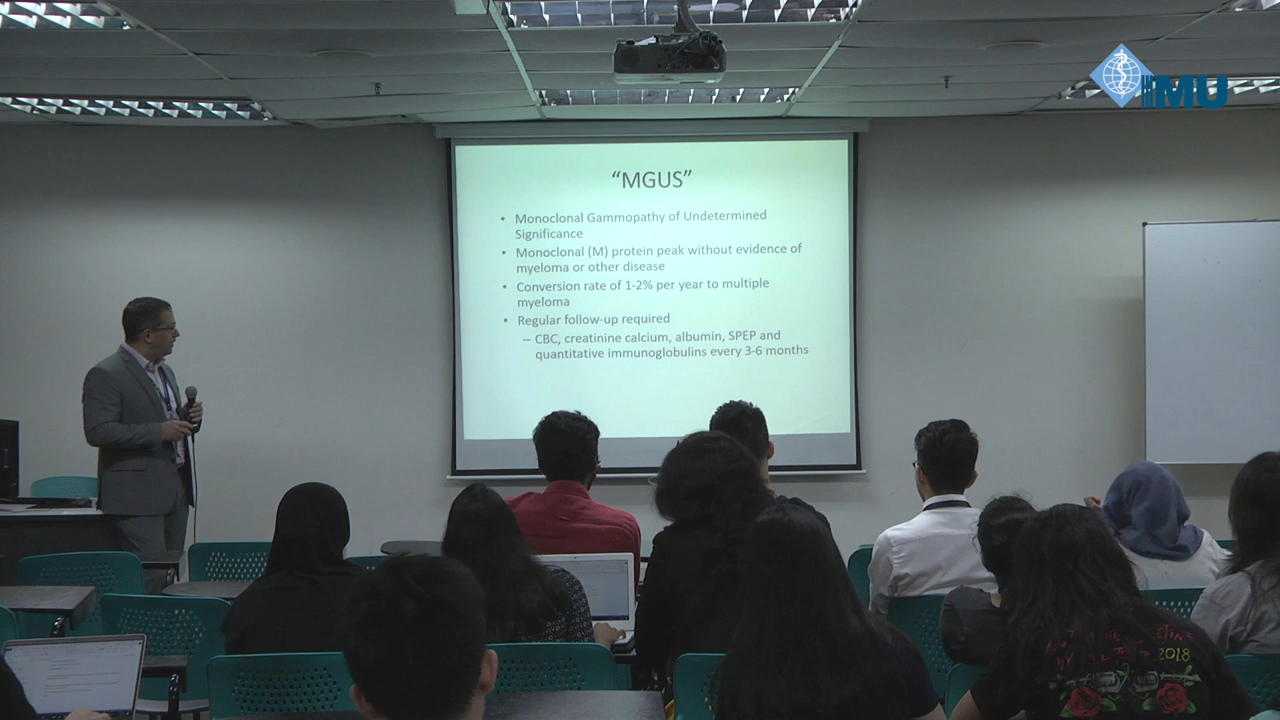 IMU
“MGUS”
• Monoclonal Gammopathy of Undetermined
Significance
• Monoclonal (M) protein peak without evidence of
myeloma or other disease
• Conversion rate of 1-2% per year to multiple
myeloma
• Regular follow-up required
– CBC, creatinine calcium, albumin, SPEP and
quantitative immunoglobulins every 3-6 months
2018